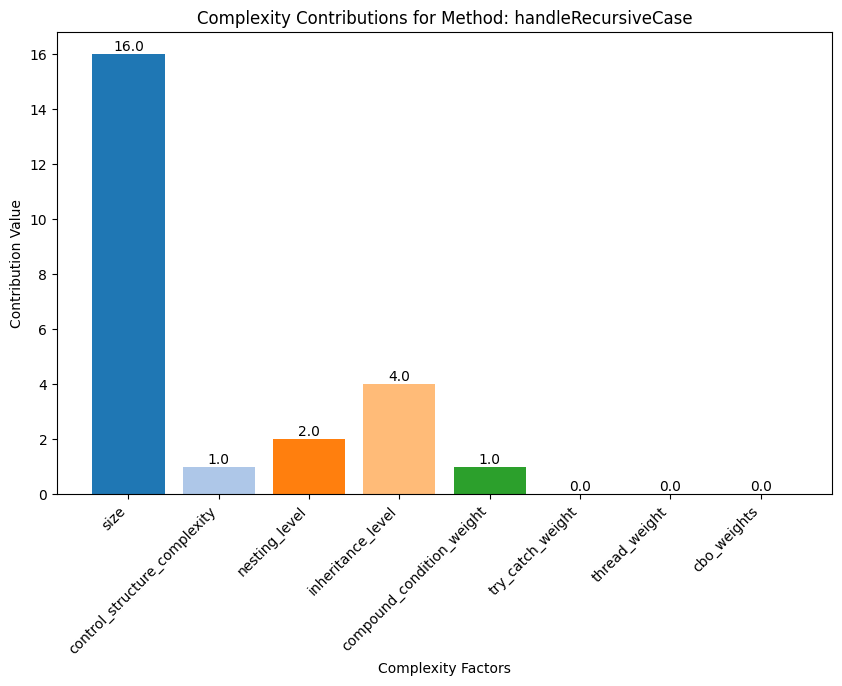 Complexity Contributions for Method: handleRecursiveCase
Contribution Value
16
14
12
10
8
6
4
2
0
16.0
1.0
2.0
4.0
1.0
0.0
0.0
0.0
size
control_structure_complexity
nesting_level
inheritance_level
compound_condition_weight
try_catch_weight
thread_weight
cbo_weights
Complexity Factors